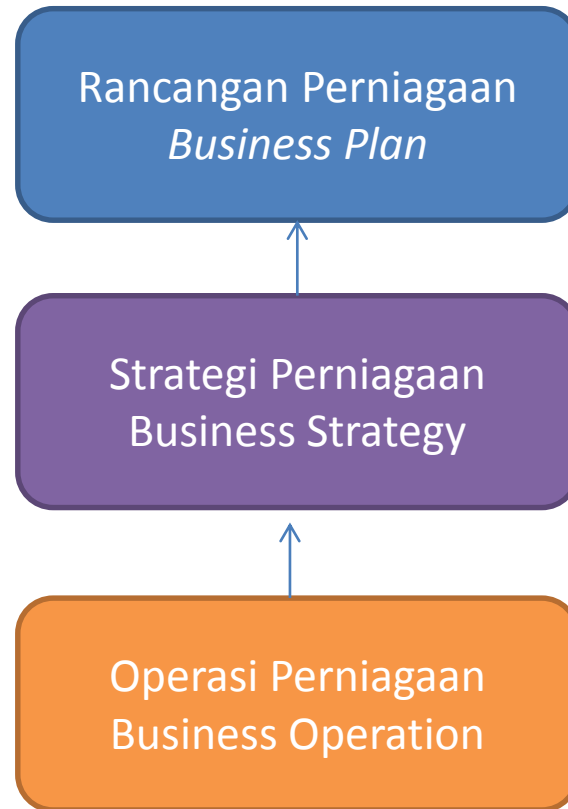 Rancangan Perniagaan
Business Plan
Strategi Perniagaan
Business Strategy
Operasi Perniagaan
Business Operation